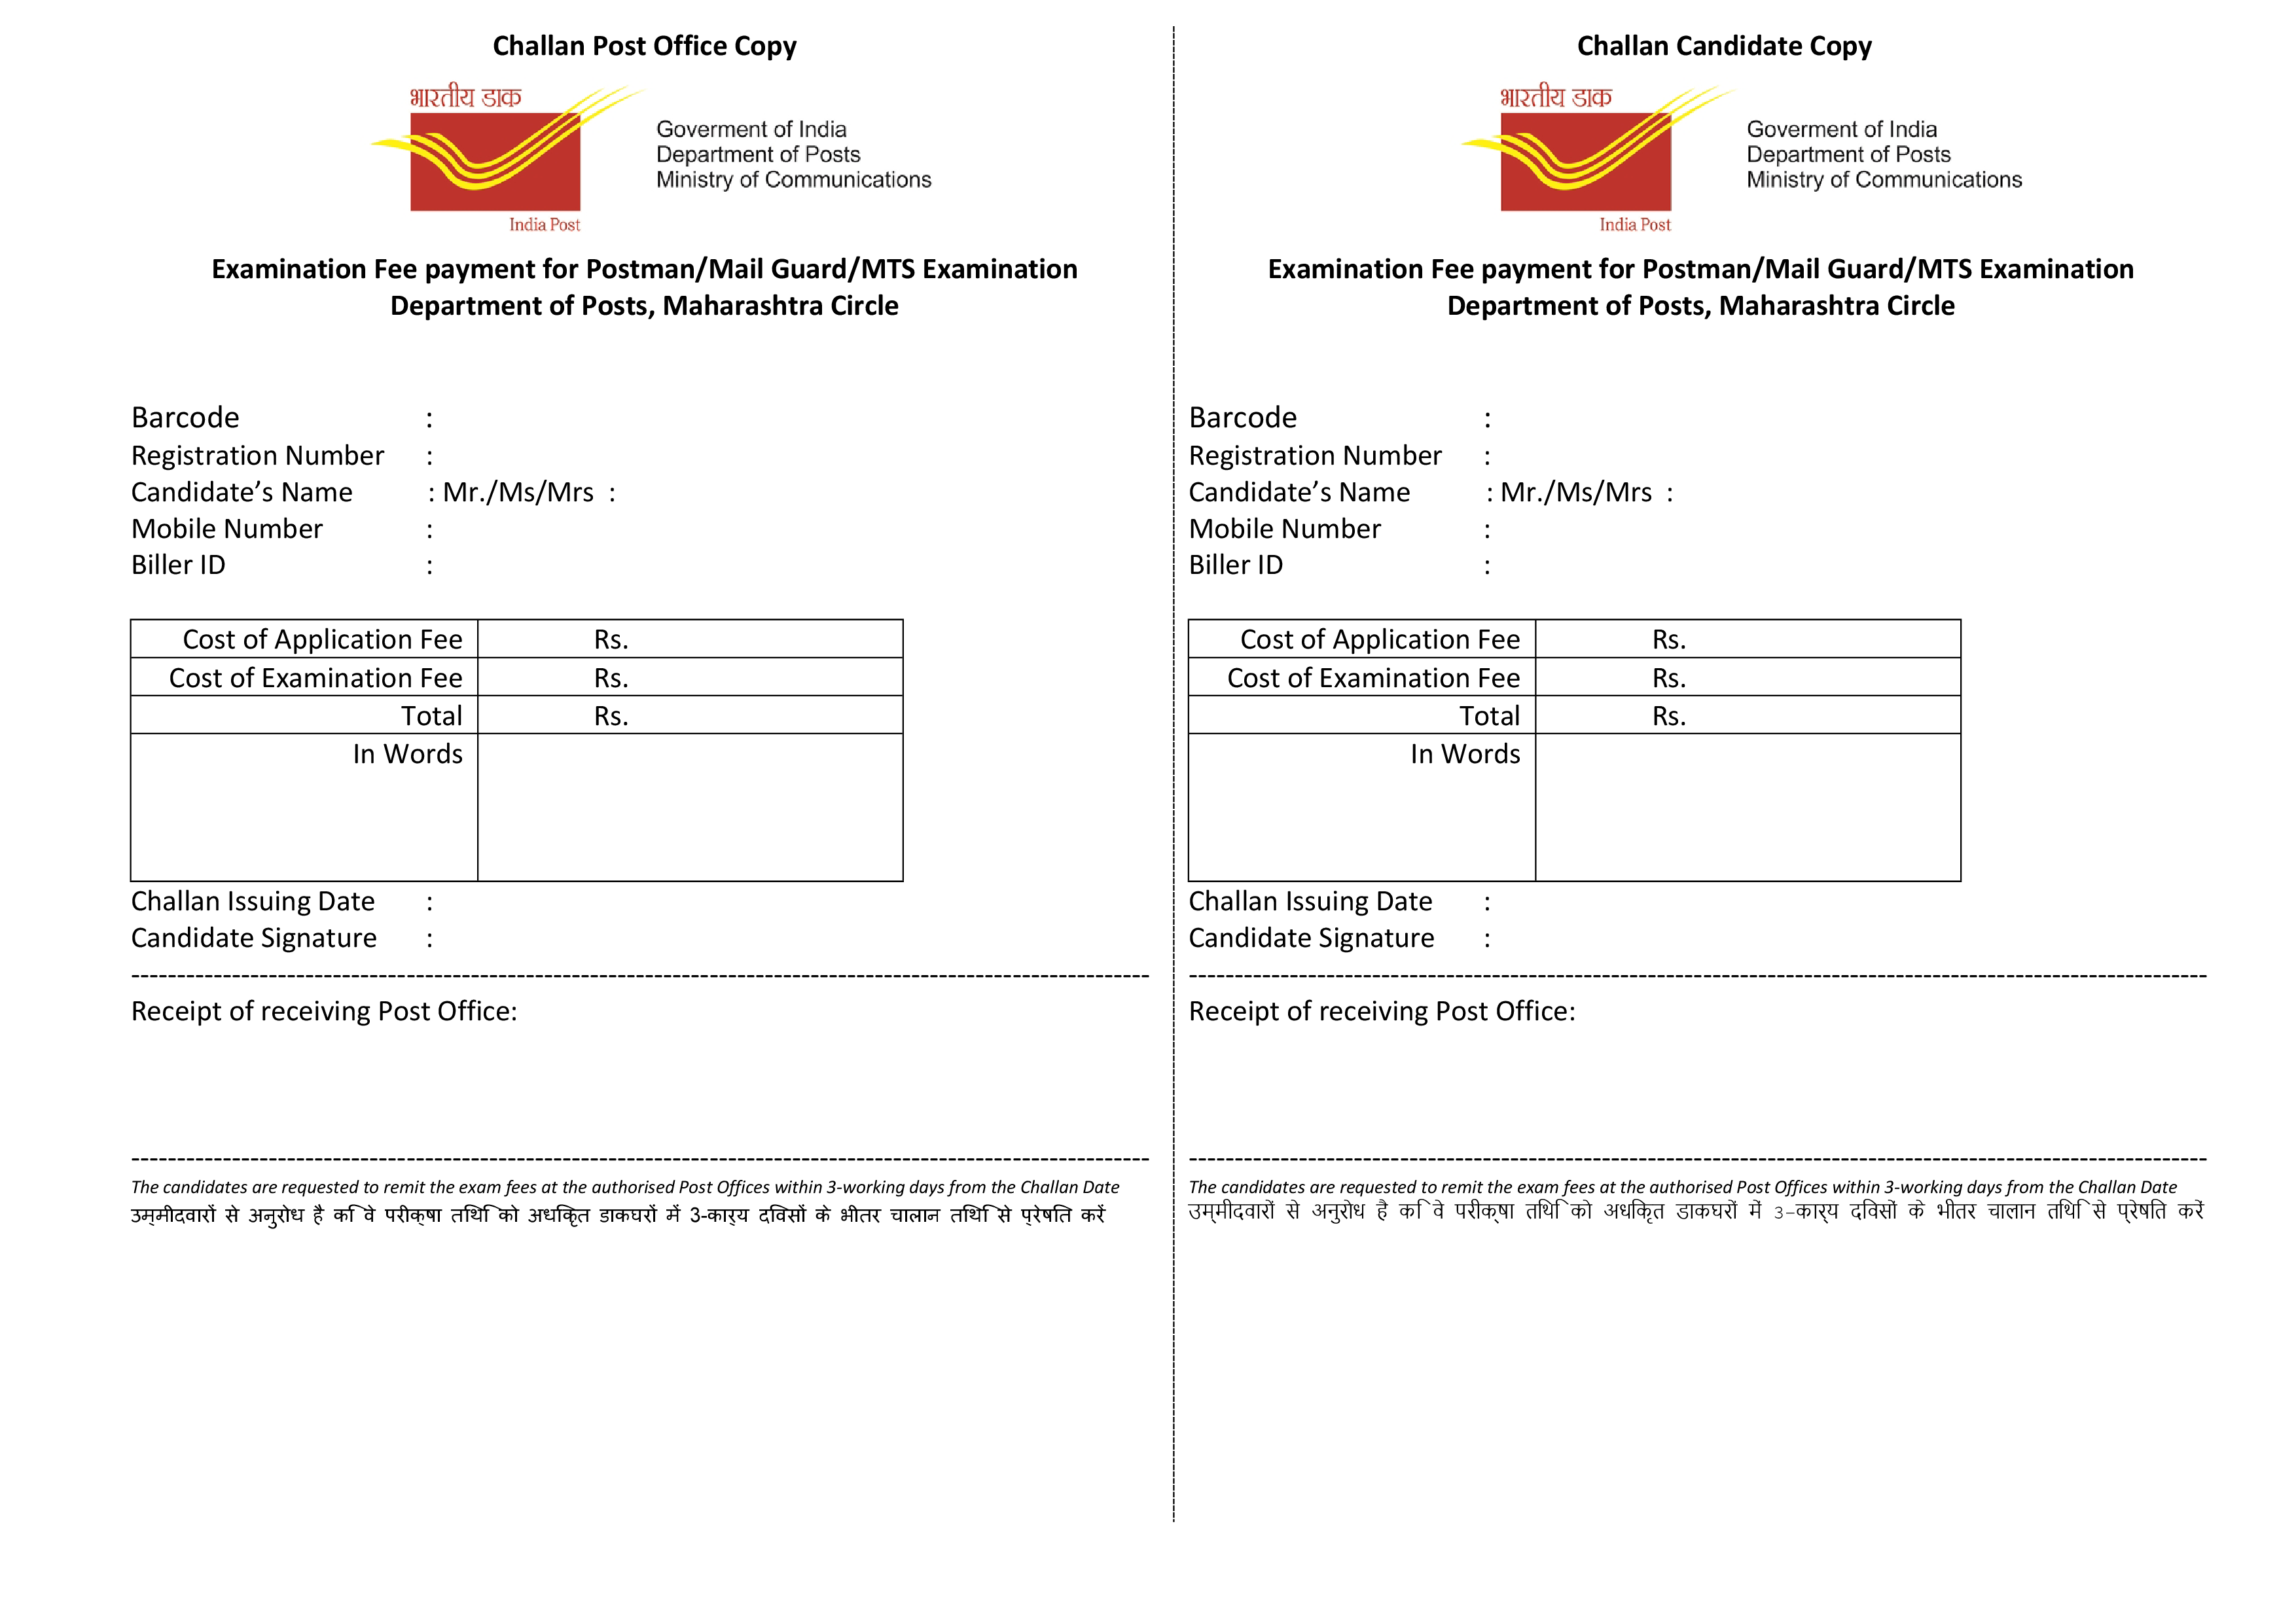 Challan Post Office Copy
भारतीय डाक
Goverment of India
Department of Posts
Ministry of Communications
India Post
Examination Fee payment for Postman/Mail Guard/MTS Examination
Department of Posts, Maharashtra Circle
Barcode :
Registration Number :
Candidate’s Name : Mr./Ms/Mrs :
Mobile Number :
Biller ID :
Cost of Application Fee Rs.
Cost of Examination Fee Rs.
Total Rs.
In Words
Challan Issuing Date :
Candidate Signature :
Receipt of receiving Post Office:
The candidates are requested to remit the exam fees at the authorised Post Offices within 3-working days from the Challan Date
उम्मीदवारों से अनुरोध है कि वे परीक्षा तिथि को अधिकृत डाकघरों में 3-कार्य दिवसों के भीतर चालान तिथि से प्रेषित करें
Challan Candidate Copy
भारतीय डाक
Goverment of India
Department of Posts
Ministry of Communications
India Post
Examination Fee payment for Postman/Mail Guard/MTS Examination
Department of Posts, Maharashtra Circle
Barcode :
Registration Number :
Candidate’s Name : Mr./Ms/Mrs :
Mobile Number :
Biller ID :
Cost of Application Fee Rs.
Cost of Examination Fee Rs.
Total Rs.
In Words
Challan Issuing Date :
Candidate Signature :
Receipt of receiving Post Office:
The candidates are requested to remit the exam fees at the authorised Post Offices within 3-working days from the Challan Date
उम्मीदवारों से अनुरोध है कि वे परीक्षा तिथि को अधिकृत डाकघरों में 3-कार्य दिवसों के भीतर चालान तिथि से प्रेषित करें